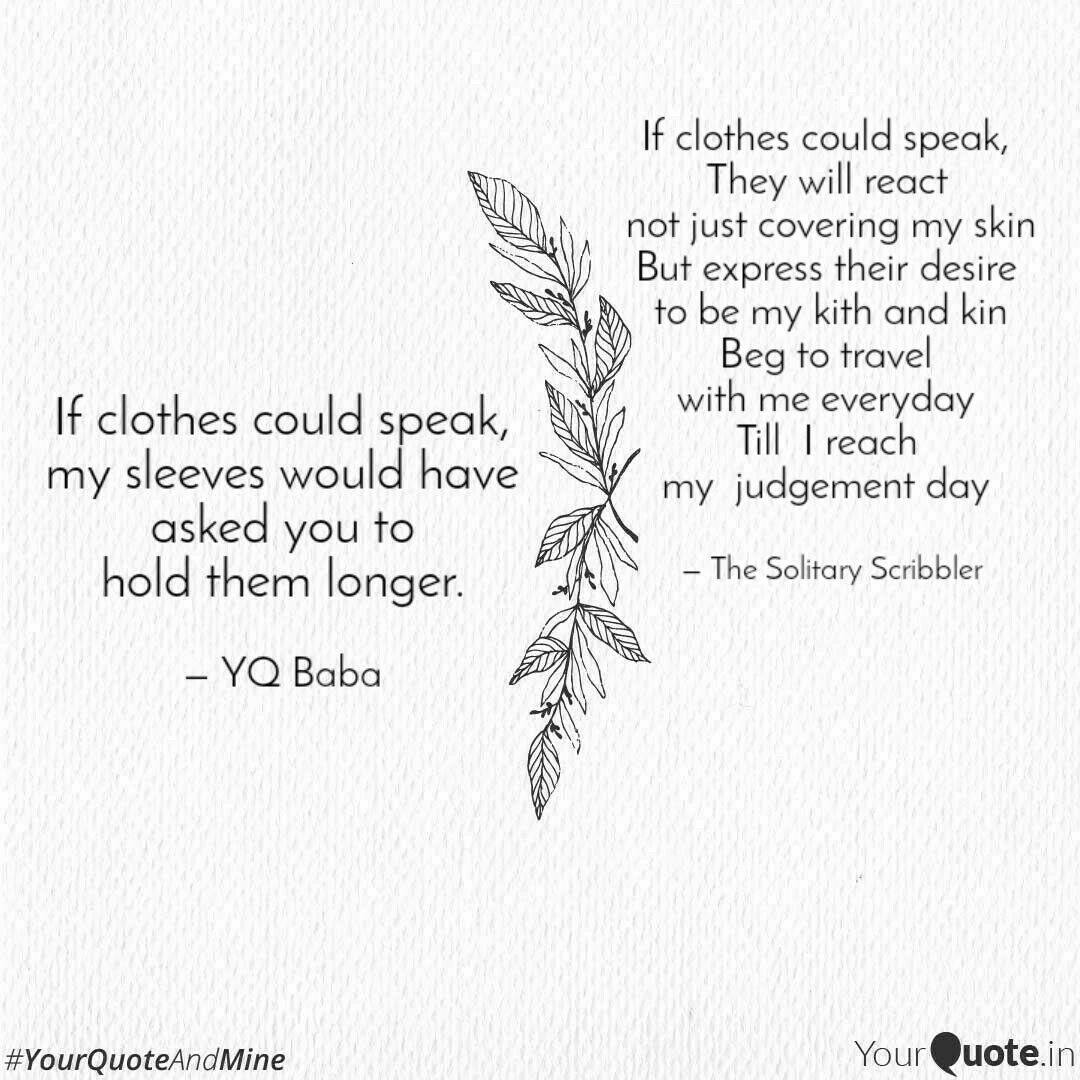 If clothes could speak,
my sleeves would have
asked you to
hold them longer.
– YQ Baba
If clothes could speak,
They will react
not just covering my skin
But express their desire
to be my kith and kin
Beg to travel
with me everyday
Till  I reach
my  judgement day
– The Solitary Scribbler
#YourQuoteAndMine
YourQuote.in